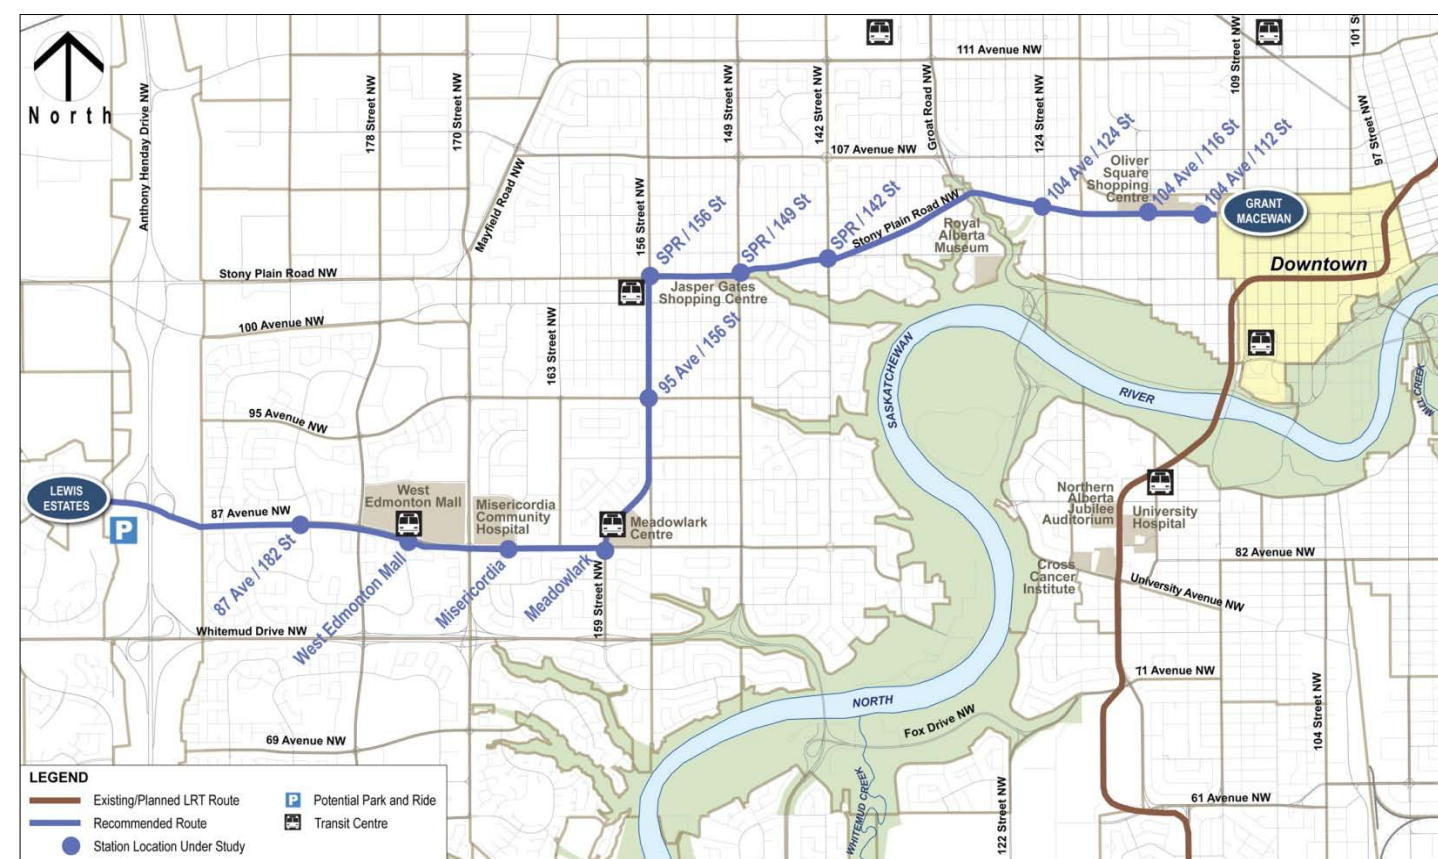 North
Anthony Henday Drive NW
178 Street NW
170 Street NW
Mayfield Road NW
156 Street NW
149 Street NW
142 Street NW
Groat Road NW
124 Street NW
109 Street NW
101 S
97 Street NW
111 Avenue NW
107 Avenue NW
SPR / 156 St
SPR / 149 St
SPR / 142 St
Stony Plain Road NW
104 Ave / 124 St
104 Ave / 116 St
104 Ave / 112 St
Oliver
Square
Shopping
Centre
GRANT
MACEWAN
Royal
Alberta
Museum
Downtown
Stony Plain Road NW
Jasper Gates
Shopping Centre
100 Avenue NW
163 Street NW
95 Ave / 156 St
SASKATCHEWAN
RIVER
MILL CREEK
95 Avenue NW
LEWIS
ESTATES
P
87 Avenue NW
West
Edmonton Mall
Misericordia
Community
Hospital
Meadowlark
Centre
87 Ave / 182 St
West Edmonton Mall
Misericordia
Meadowlark
159 Street NW
Northern
Alberta
Jubilee
Auditorium
University
Hospital
Cross
Cancer
Institute
82 Avenue NW
University Avenue NW
Whitemud Drive NW
71 Avenue NW
NORTH
Fox Drive NW
104 Street NW
69 Avenue NW
WHITEMUD CREEK
122 Street NW
61 Avenue NW
LEGEND
Existing/Planned LRT Route
P Potential Park and Ride
Recommended Route
Transit Centre
Station Location Under Study